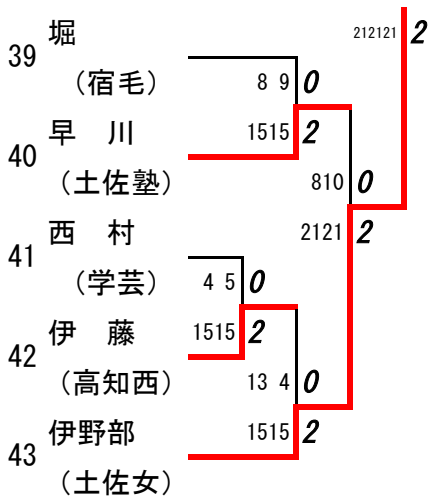 堀
212121 2
39
（宿毛） 8 9 0
早　川 1515 2
40
（土佐塾） 810 0
西　村 2121 2
41
（学芸） 4 5 0
伊　藤 1515 2
42
（高知西） 13 4 0
伊野部 1515 2
43
（土佐女）